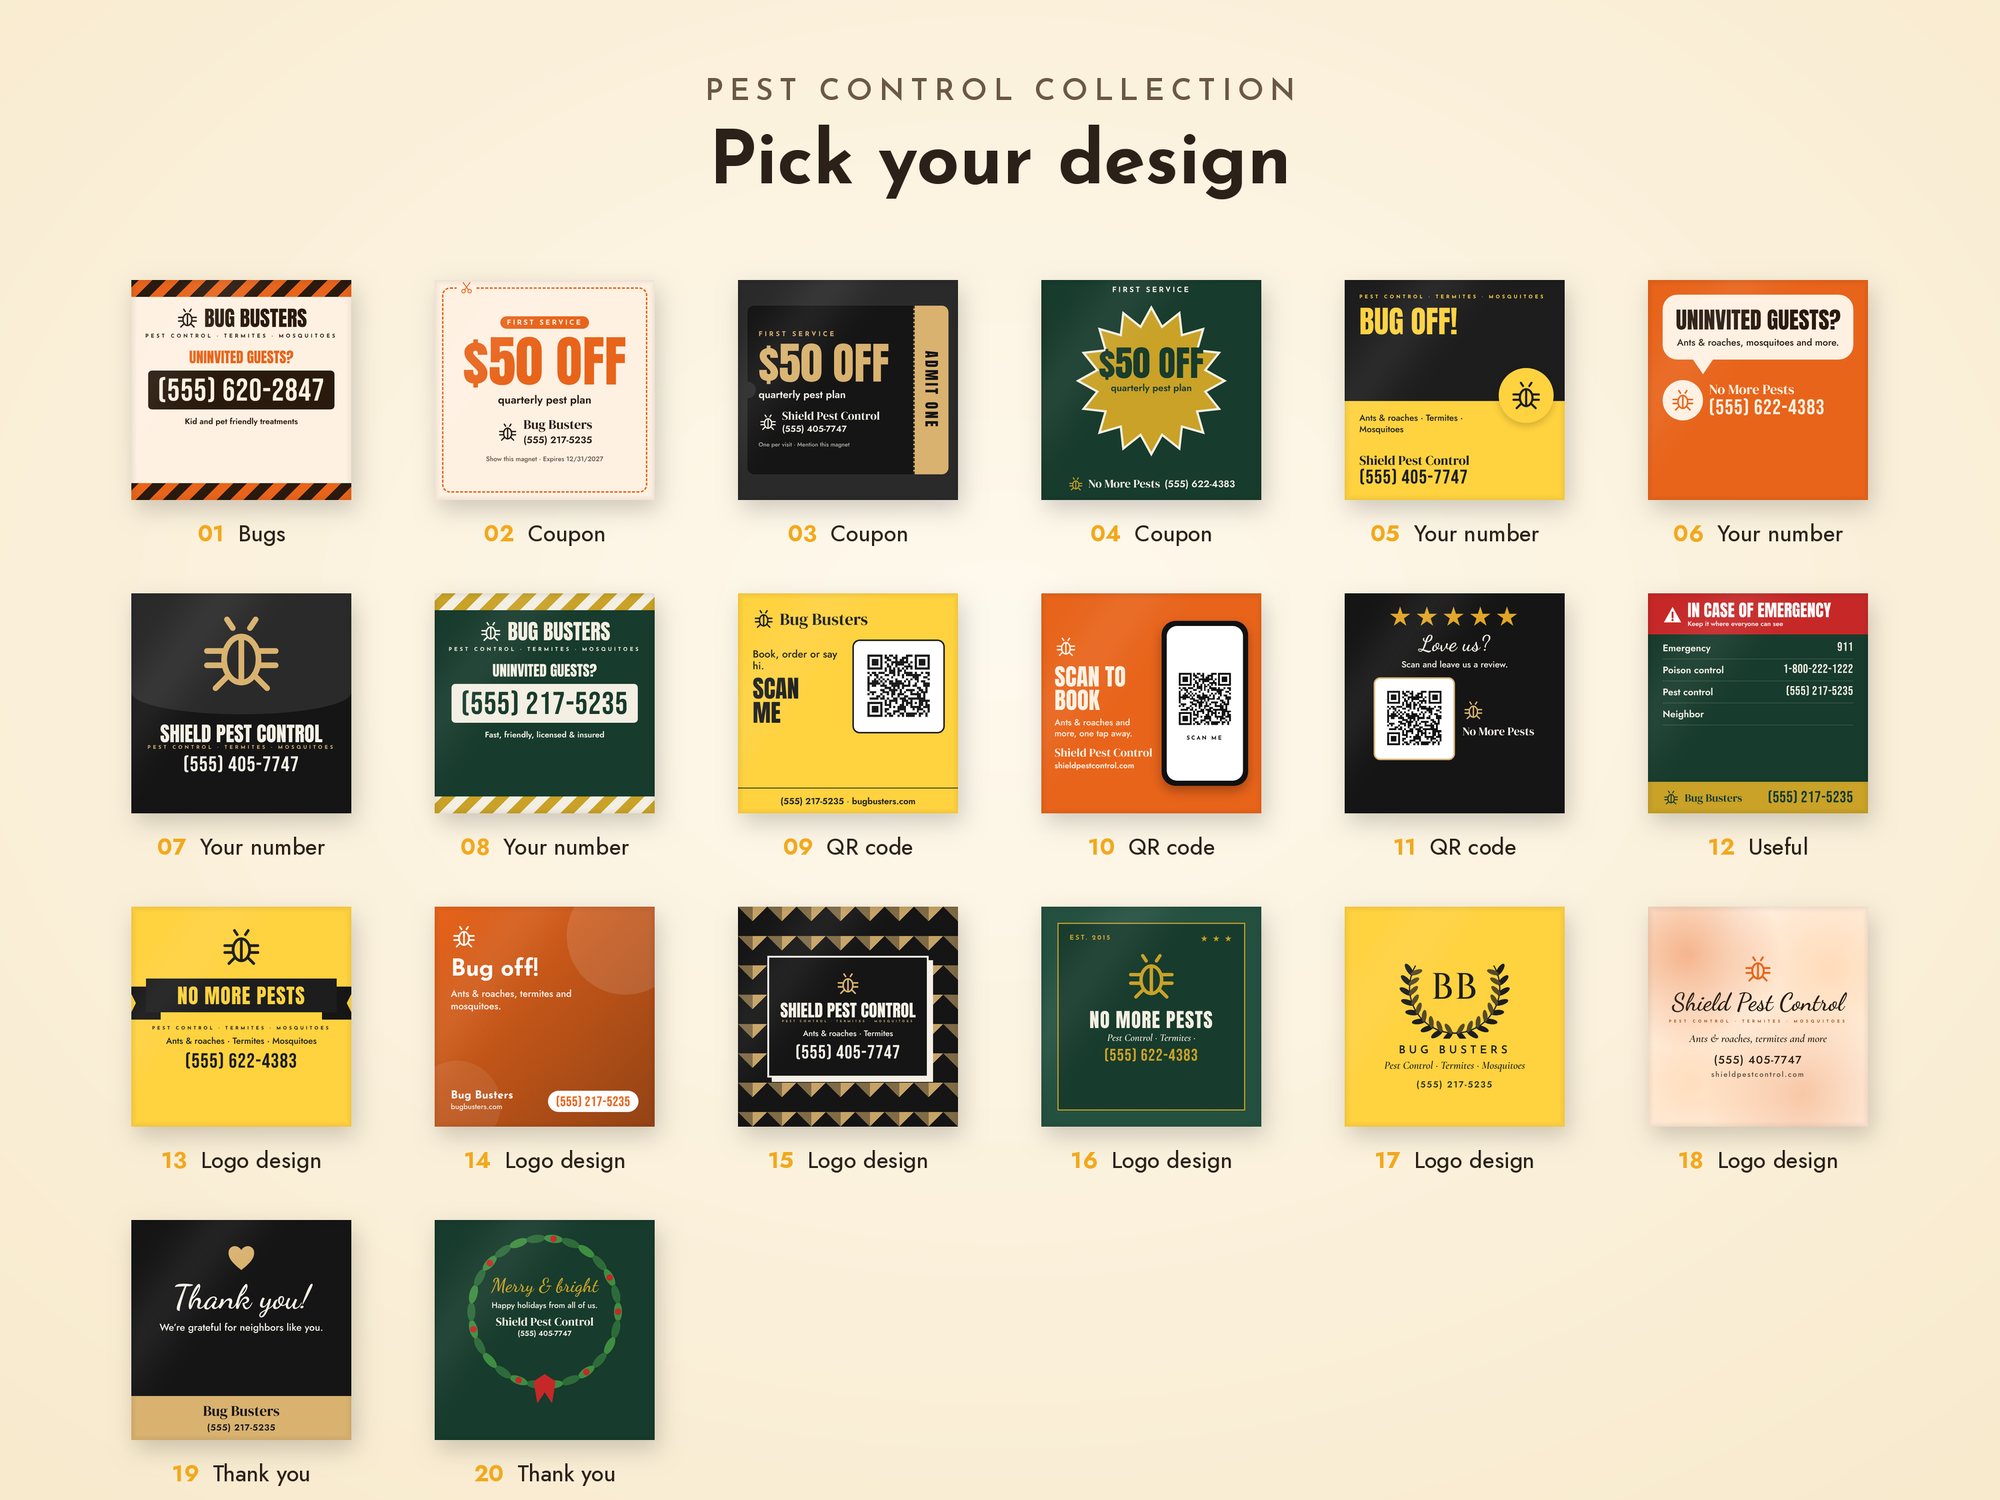 PEST CONTROL COLLECTION
Pick your design
BUG BUSTERS
PEST CONTROL · TERMITES · MOSQUITOES
UNINVITED GUESTS?
(555) 620-2847
Kid and pet friendly treatments
01 Bugs
FIRST SERVICE
$50 OFF
quarterly pest plan
Bug Busters
(555) 217-5235
Show this magnet · Expires 12/31/2027
02 Coupon
FIRST SERVICE
$50 OFF
quarterly pest plan
Shield Pest Control
(555) 405-7747
One per visit · Mention this magnet
ADMIT ONE
03 Coupon
FIRST SERVICE
$50 OFF
quarterly pest plan
No More Pests (555) 622-4383
04 Coupon
PEST CONTROL · TERMITES · MOSQUITOES
BUG OFF!
Ants & roaches · Termites ·
Mosquitoes
Shield Pest Control
(555) 405-7747
05 Your number
UNINVITED GUESTS?
Ants & roaches, mosquitoes and more.
No More Pests
(555) 622-4383
06 Your number
SHIELD PEST CONTROL
PEST CONTROL · TERMITES · MOSQUITOES
(555) 405-7747
07 Your number
BUG BUSTERS
PEST CONTROL · TERMITES · MOSQUITOES
UNINVITED GUESTS?
(555) 217-5235
Fast, friendly, licensed & insured
08 Your number
Bug Busters
Book, order or say
hi.
SCAN
ME
(555) 217-5235 · bugbusters.com
09 QR code
SCAN TO
BOOK
Ants & roaches and
more, one tap away.
Shield Pest Control
shieldpestcontrol.com
SCAN ME
10 QR code
Love us?
Scan and leave us a review.
No More Pests
11 QR code
IN CASE OF EMERGENCY
Keep it where everyone can see
Emergency 911
Poison control 1-800-222-1222
Pest control (555) 217-5235
Neighbor
Bug Busters (555) 217-5235
12 Useful
NO MORE PESTS
PEST CONTROL · TERMITES · MOSQUITOES
Ants & roaches · Termites · Mosquitoes
(555) 622-4383
13 Logo design
Bug off!
Ants & roaches, termites and
mosquitoes.
Bug Busters
bugbusters.com
(555) 217-5235
14 Logo design
SHIELD PEST CONTROL
PEST CONTROL · TERMITES · MOSQUITOES
Ants & roaches · Termites
(555) 405-7747
15 Logo design
EST. 2015
NO MORE PESTS
Pest Control · Termites ·
(555) 622-4383
16 Logo design
BB
BUG BUSTERS
Pest Control · Termites · Mosquitoes
(555) 217-5235
17 Logo design
Shield Pest Control
PEST CONTROL · TERMITES · MOSQUITOES
Ants & roaches, termites and more
(555) 405-7747
shieldpestcontrol.com
18 Logo design
Thank you!
We're grateful for neighbors like you.
Bug Busters
(555) 217-5235
19 Thank you
Merry & bright
Happy holidays from all of us.
Shield Pest Control
(555) 405-7747
20 Thank you